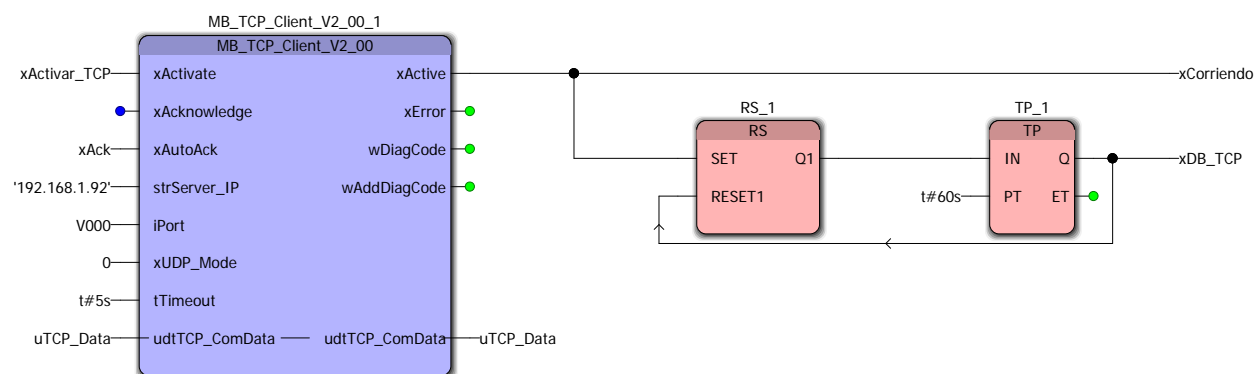 MB_TCP_Client_V2_00_1
MB_TCP_Client_V2_00
xActivar_TCP xActivate xActive xCorriendo
xAcknowledge xError
xAck xAutoAck wDiagCode
'192.168.1.92' strServer_IP wAddDiagCode
V000 iPort
0 xUDP_Mode
t#5s tTimeout
uTCP_Data udtTCP_ComData udtTCP_ComData uTCP_Data
RS_1
RS
SET Q1
RESET1
TP_1
TP
IN Q xDB_TCP
t#60s PT ET